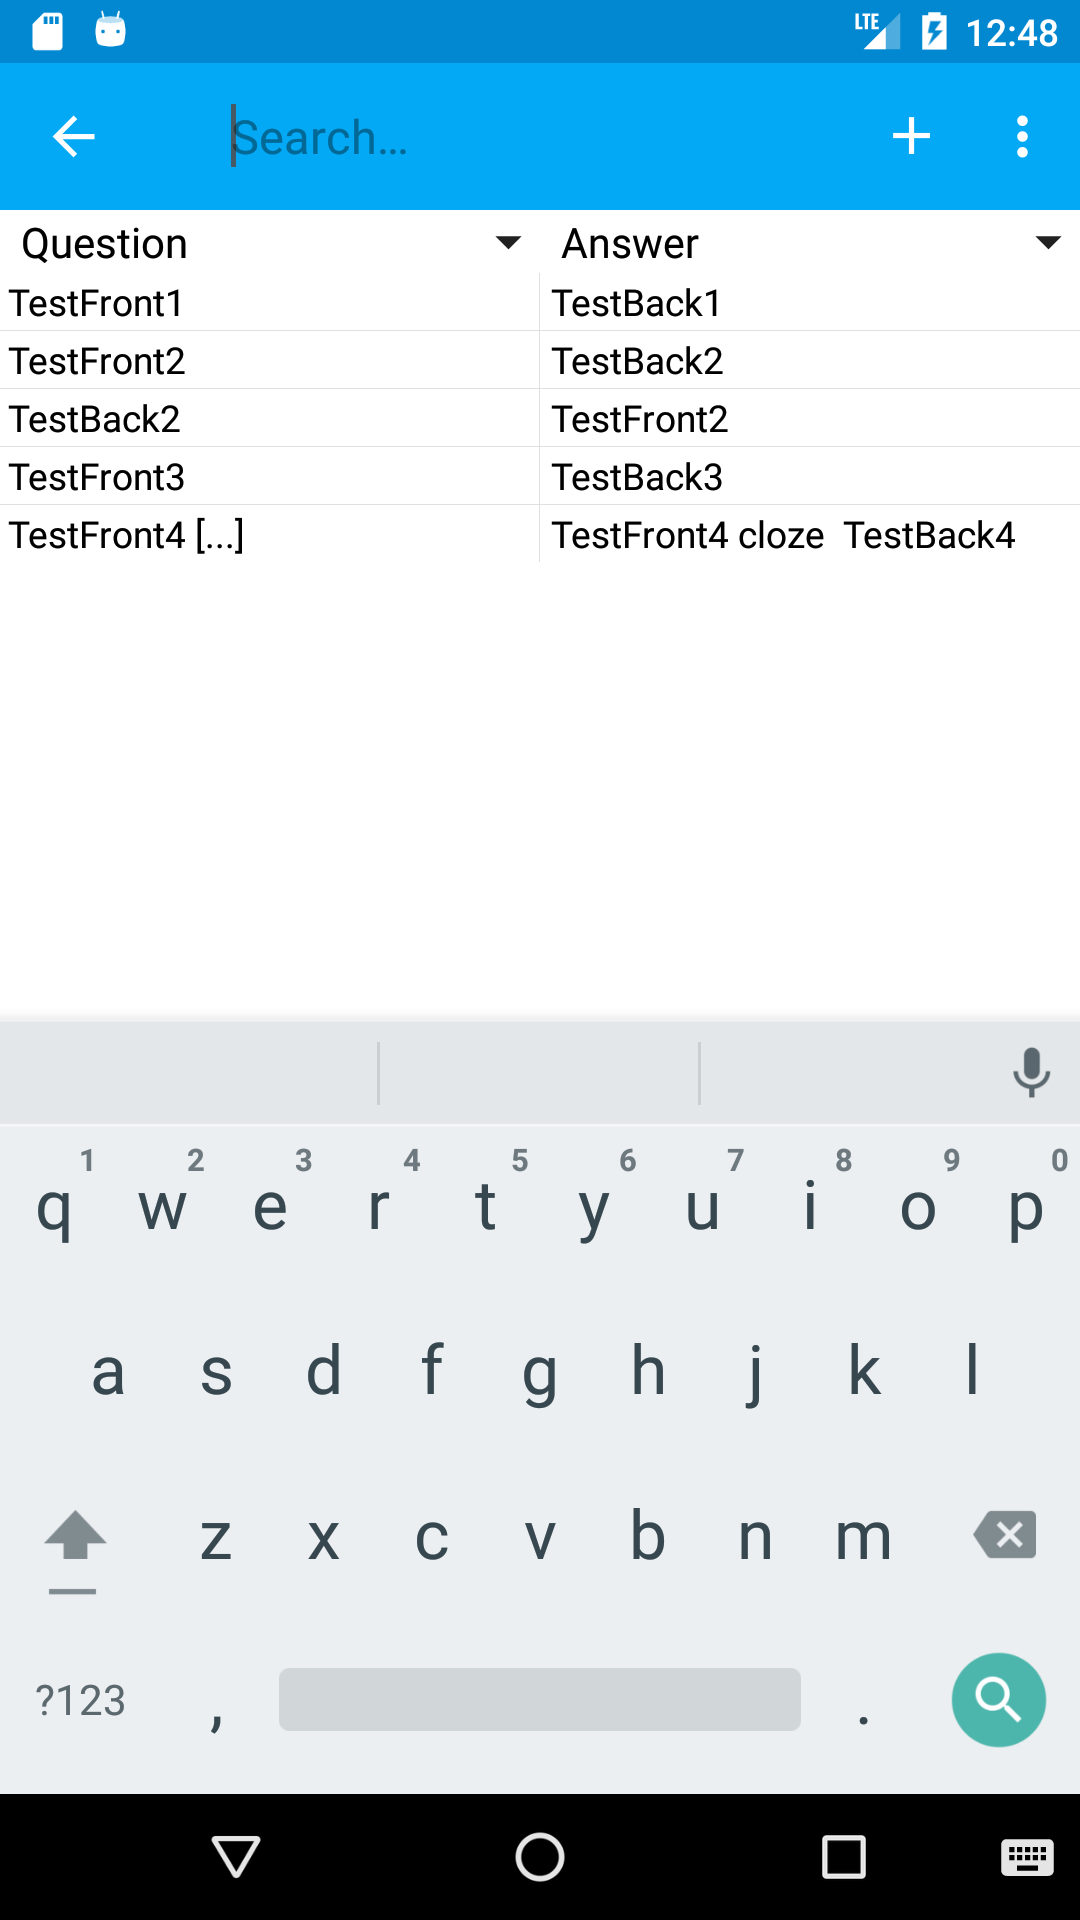 LTE 12:48
Search...
Question Answer
TestFront1 TestBack1
TestFront2 TestBack2
TestBack2 TestFront2
TestFront3 TestBack3
TestFront4 [...] TestFront4 cloze TestBack4
1 2 3 4 5 6 7 8 9 0
q w e r t y u i o p
a s d f g h j k l
z x c v b n m
?123 , .